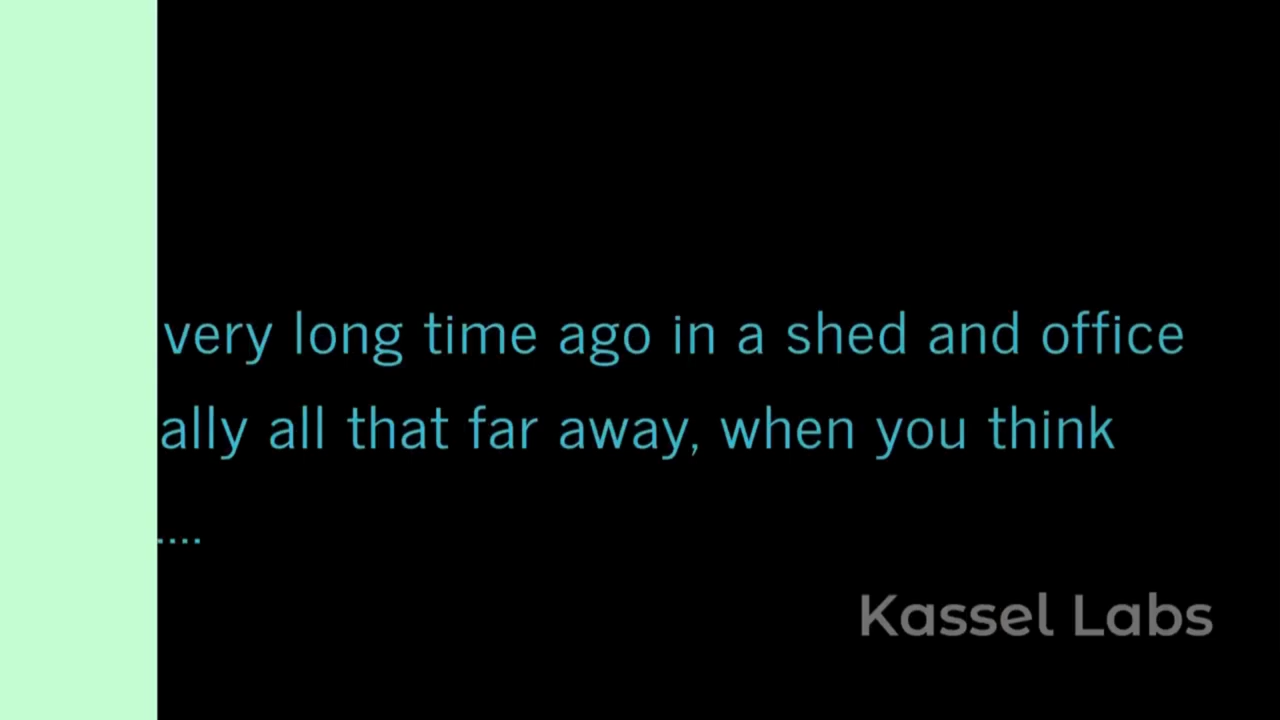 very long time ago in a shed and office
ally all that far away, when you think
....
Kassel Labs